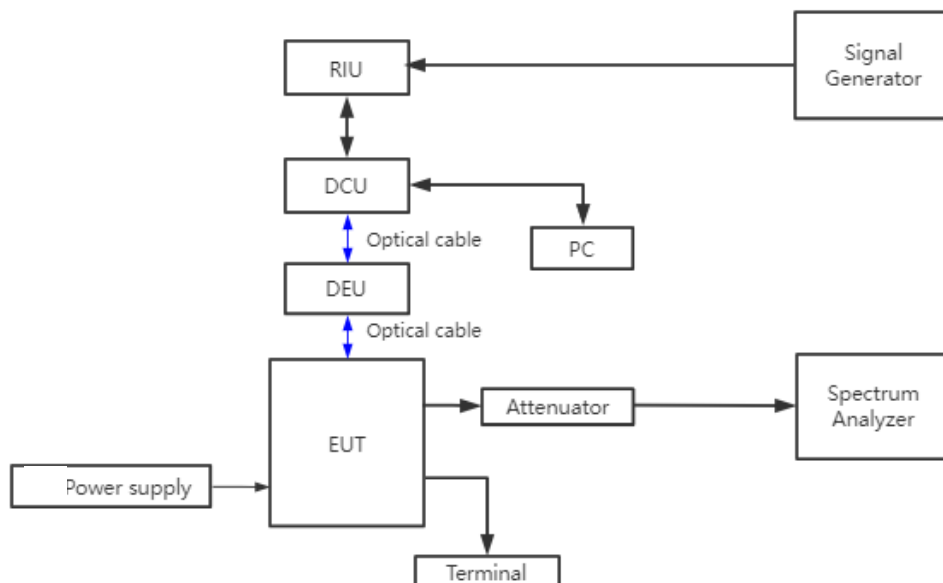 RIU
Signal
Generator
DCU
Optical cable
PC
DEU
Optical cable
EUT
Attenuator
Spectrum
Analyzer
Power supply
Terminal